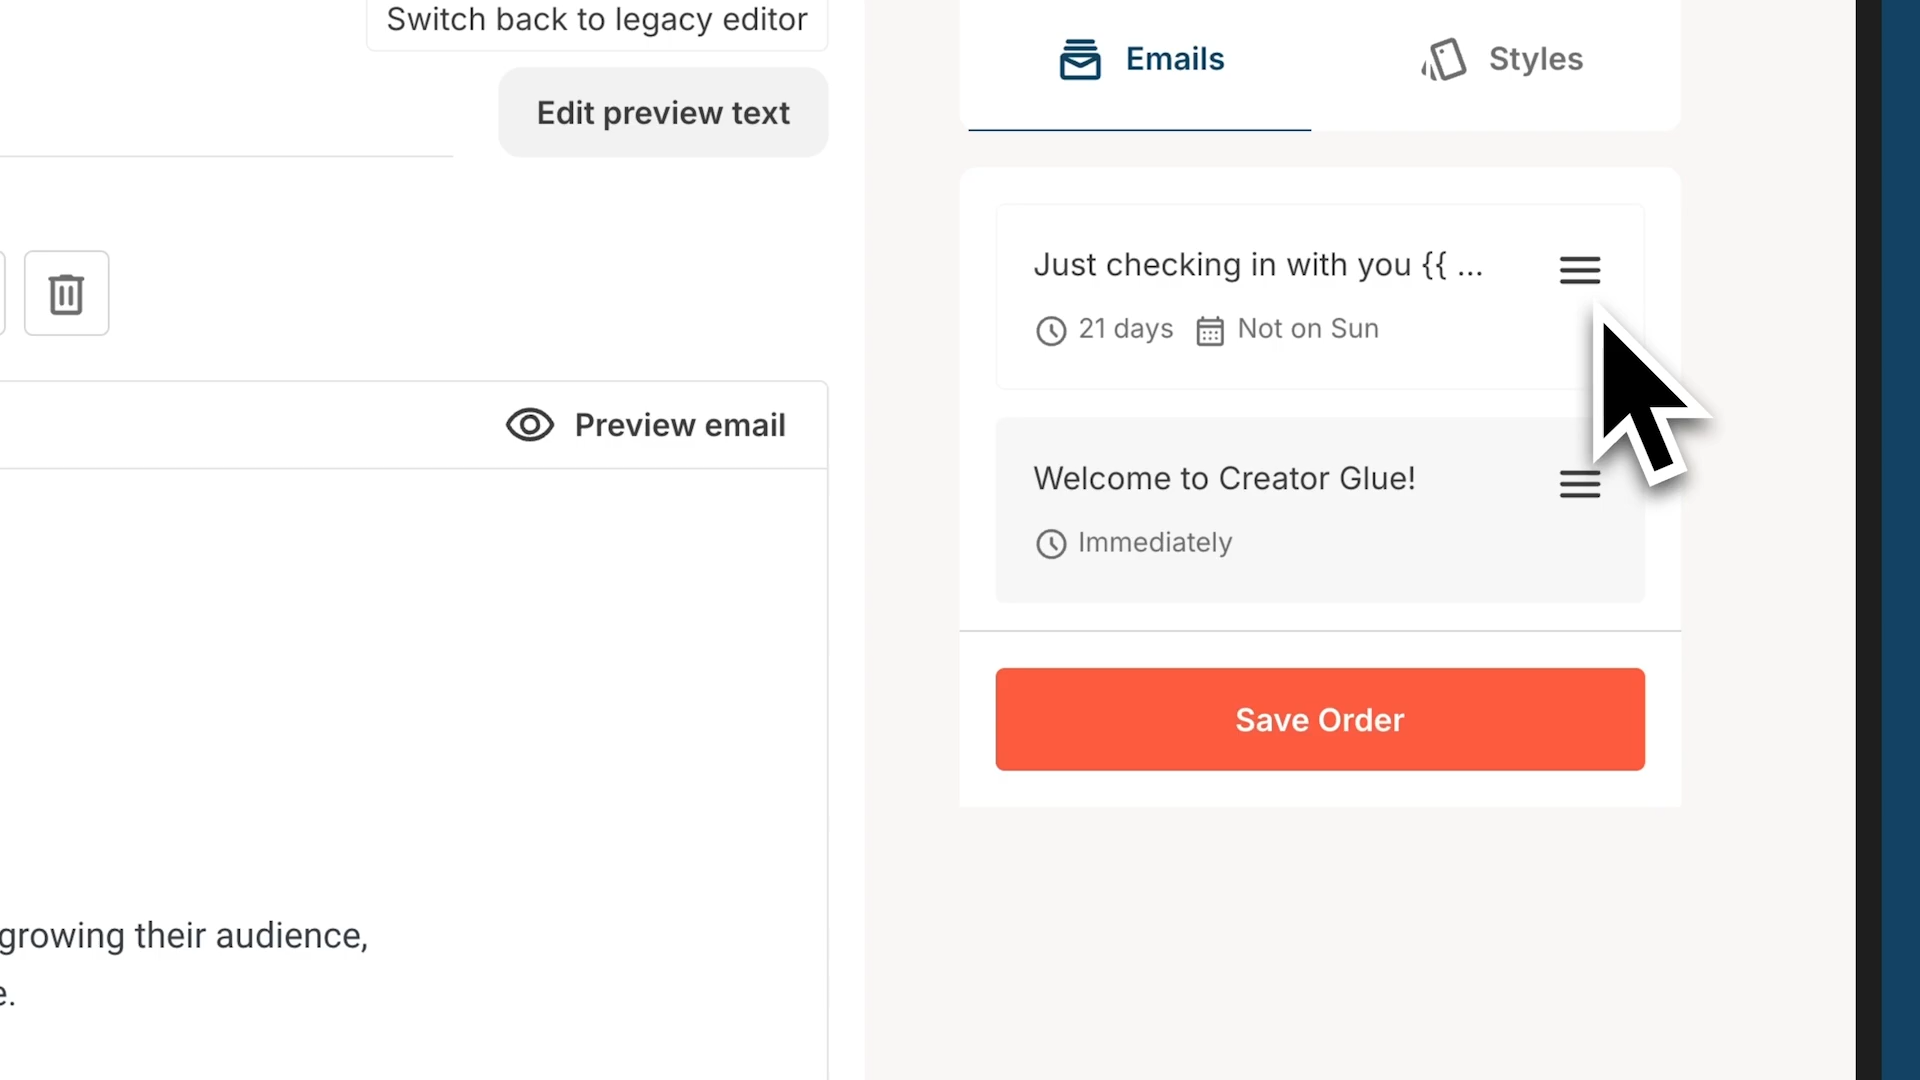 Switch back to legacy editor
Edit preview text
Preview email
growing their audience,
e.
Emails
Styles
Just checking in with you {{ ...
21 days
Not on Sun
Welcome to Creator Glue!
Immediately
Save Order